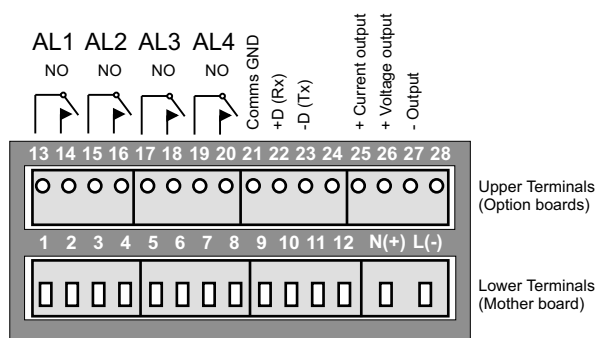 AL1 AL2 AL3 AL4
NO NO NO NO
Comms GND
+D (Rx)
-D (Tx)
+ Current output
+ Voltage output
- Output
13 14 15 16 17 18 19 20 21 22 23 24 25 26 27 28
Upper Terminals
(Option boards)
1 2 3 4 5 6 7 8 9 10 11 12 N(+) L(-)
Lower Terminals
(Mother board)